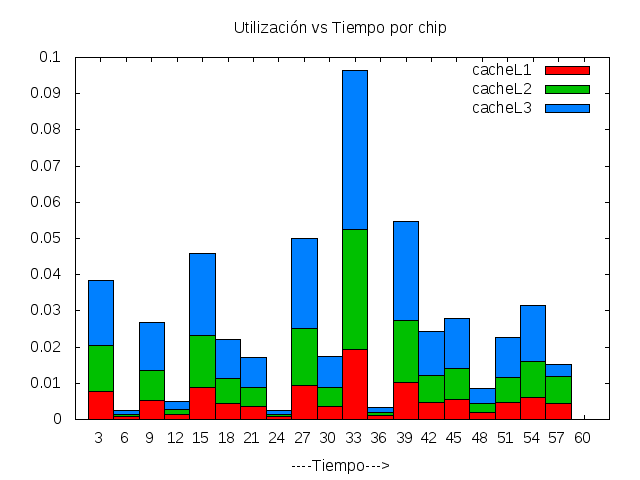 Utilización vs Tiempo por chip
0.1
0.09
0.08
0.07
0.06
0.05
0.04
0.03
0.02
0.01
0
cacheL1
cacheL2
cacheL3
3 6 9 12 15 18 21 24 27 30 33 36 39 42 45 48 51 54 57 60
----Tiempo--->